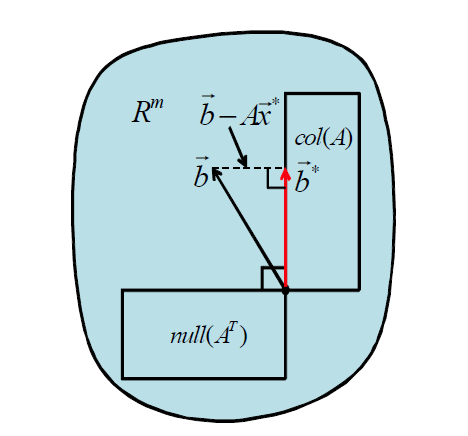 R^m
b⃗ − Ax⃗*
col(A)
b⃗
b⃗*
null(A^T)